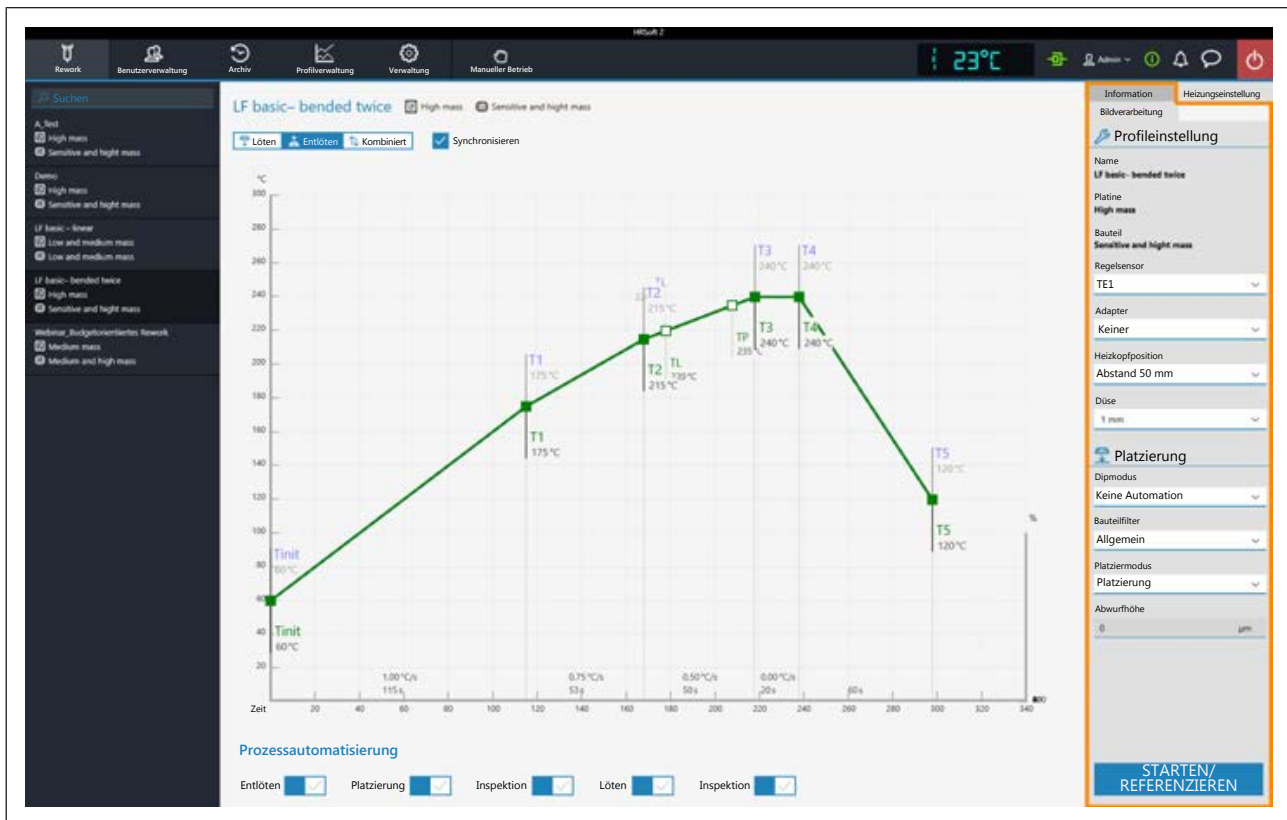 HRSoft 2
Rework
Benutzerverwaltung
Archiv
Profilverwaltung
Verwaltung
Manueller Betrieb
23°C
Admin
Suchen
A_Test
High mass
Sensitive and hight mass
Demo
High mass
Sensitive and hight mass
LF basic - linear
Low and medium mass
Low and medium mass
LF basic- bended twice
High mass
Sensitive and hight mass
Webinar_Budgetorientiertes Rework
Medium mass
Medium and high mass
LF basic– bended twice High mass Sensitive and hight mass
Löten Entlöten Kombiniert Synchronisieren
°C
300
280
260
240
220
200
180
160
140
120
100
80
60
40
20
Tinit
60°C
Tinit
60°C
T1
175°C
T1
175°C
TL
T2
215°C
T2
215°C
TL
TP
235°C
T3
240°C
T3
240°C
T4
240°C
T4
240°C
T5
120°C
T5
120°C
%
1.00°C/s
115s
0.75°C/s
53s
0.50°C/s
50s
0.00°C/s
20s
60s
Zeit 20 40 60 80 100 120 140 160 180 200 220 240 260 280 300 320 340
Prozessautomatisierung
Entlöten Platzierung Inspektion Löten Inspektion
Information Heizungseinstellung
Bildverarbeitung
Profileinstellung
Name
LF basic- bended twice
Platine
High mass
Bauteil
Sensitive and hight mass
Regelsensor
TE1
Adapter
Keiner
Heizkopfposition
Abstand 50 mm
Düse
1 mm
Platzierung
Dipmodus
Keine Automation
Bauteilfilter
Allgemein
Platziermodus
Platzierung
Abwurfhöhe
0 µm
STARTEN/
REFERENZIEREN